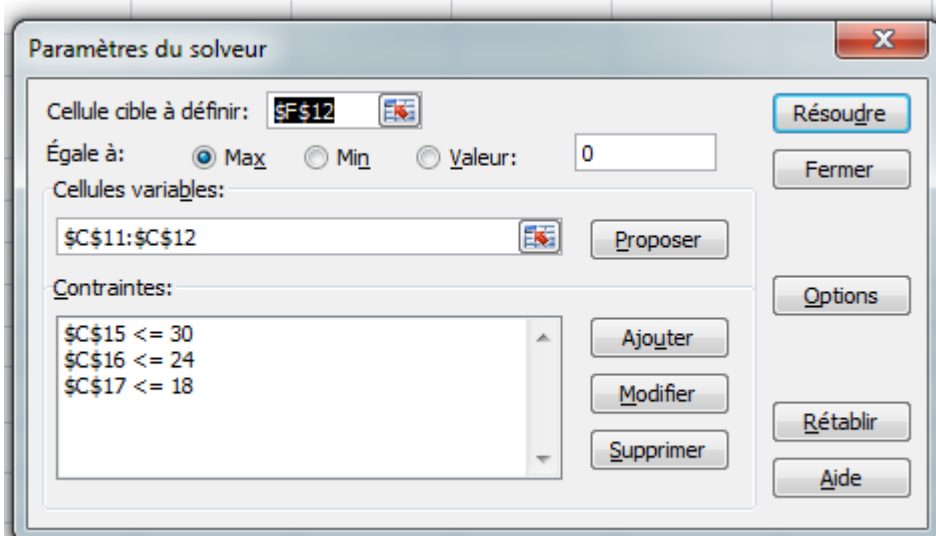 Paramètres du solveur
Cellule cible à définir: $F$12
Résoudre
Égale à: Max Min Valeur: 0
Fermer
Cellules variables:
$C$11:$C$12
Proposer
Contraintes:
Options
$C$15 <= 30
$C$16 <= 24
$C$17 <= 18
Ajouter
Modifier
Supprimer
Rétablir
Aide